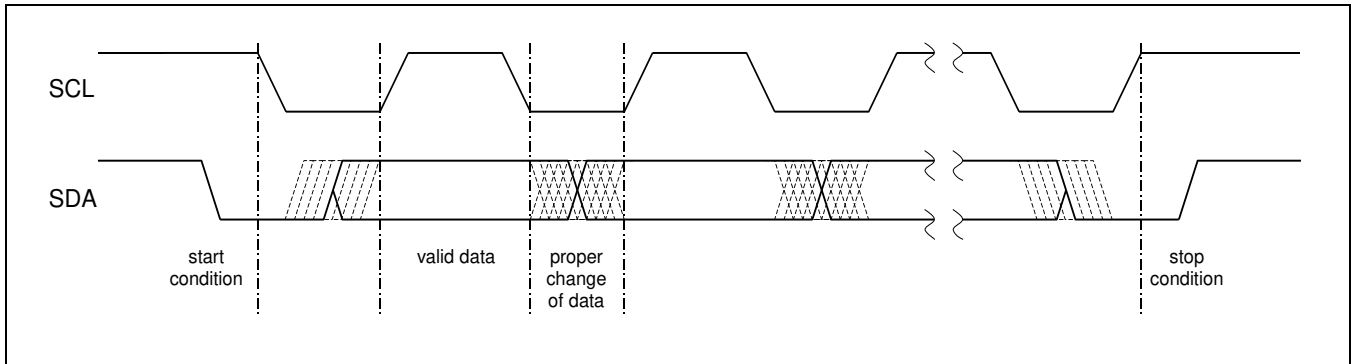 SCL
SDA
start
condition
valid data
proper
change
of data
stop
condition